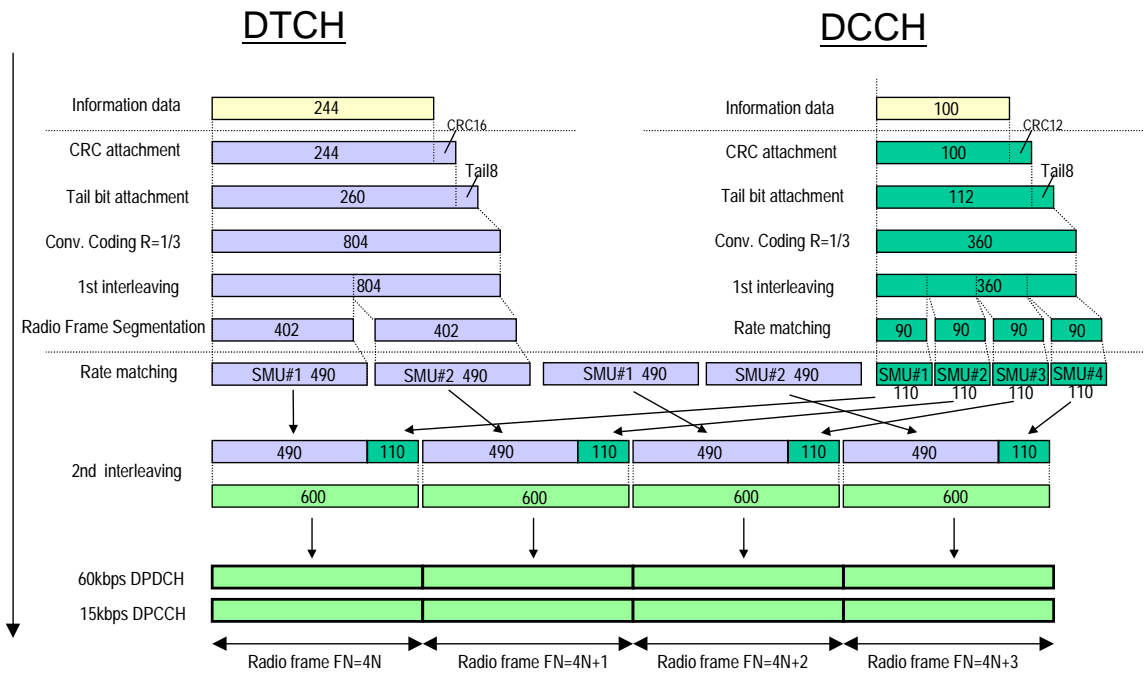 DTCH DCCH
Information data 244 Information data 100
CRC16 CRC12
CRC attachment 244 CRC attachment 100
Tail8 Tail8
Tail bit attachment 260 Tail bit attachment 112
Conv. Coding R=1/3 804 Conv. Coding R=1/3 360
1st interleaving 804 1st interleaving 360
Radio Frame Segmentation 402 402 Rate matching 90 90 90 90
Rate matching SMU#1 490 SMU#2 490 SMU#1 490 SMU#2 490 SMU#1 SMU#2 SMU#3 SMU#4
110 110 110 110
490 110 490 110 490 110 490 110
2nd interleaving
600 600 600 600
60kbps DPDCH
15kbps DPCCH
Radio frame FN=4N Radio frame FN=4N+1 Radio frame FN=4N+2 Radio frame FN=4N+3